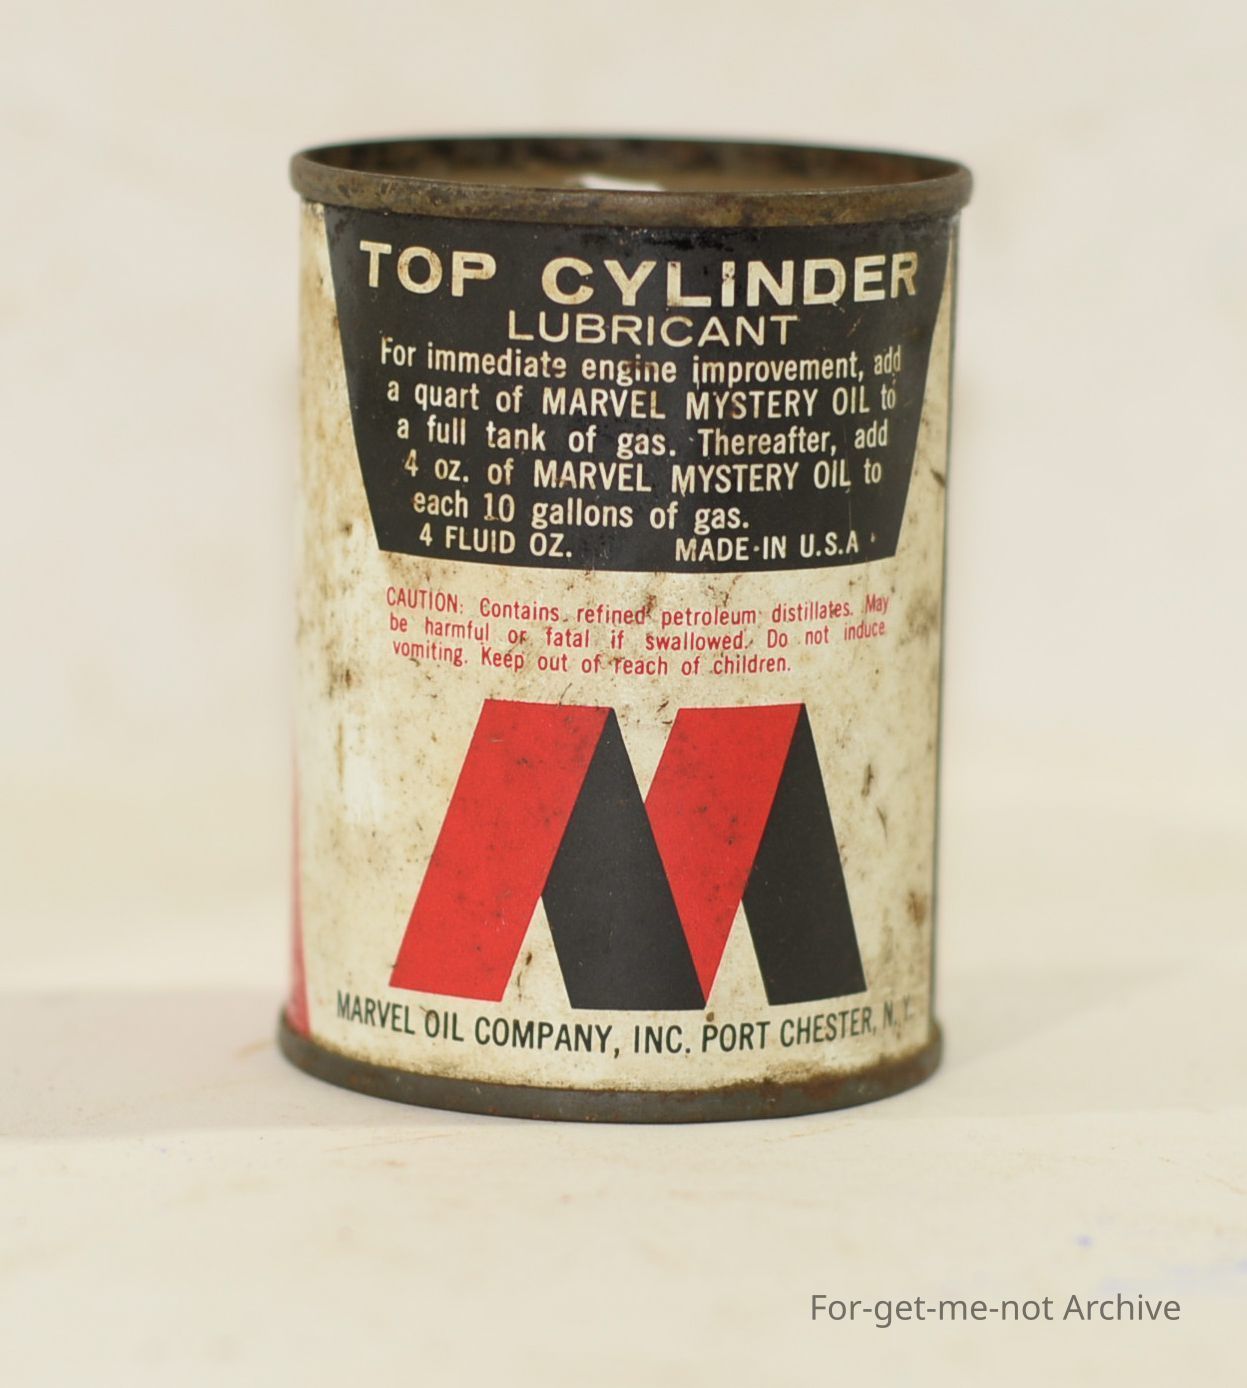 TOP CYLINDER
LUBRICANT
For immediate engine improvement, add
a quart of MARVEL MYSTERY OIL to
a full tank of gas. Thereafter, add
4 oz. of MARVEL MYSTERY OIL to
each 10 gallons of gas.
4 FLUID OZ. MADE IN U.S.A
CAUTION: Contains refined petroleum distillates. May
be harmful or fatal if swallowed. Do not induce
vomiting. Keep out of reach of children.
MARVEL OIL COMPANY, INC. PORT CHESTER, N.Y.
For-get-me-not Archive